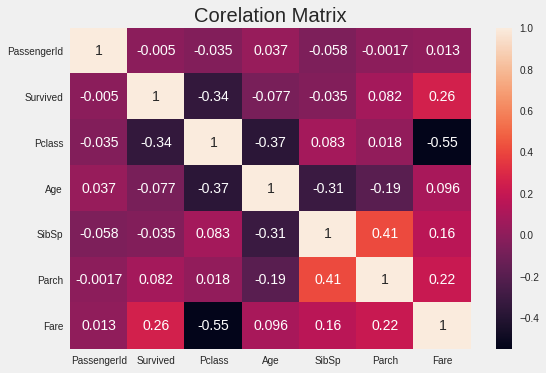 Corelation Matrix
PassengerId 1 -0.005 -0.035 0.037 -0.058 -0.0017 0.013
Survived -0.005 1 -0.34 -0.077 -0.035 0.082 0.26
Pclass -0.035 -0.34 1 -0.37 0.083 0.018 -0.55
Age 0.037 -0.077 -0.37 1 -0.31 -0.19 0.096
SibSp -0.058 -0.035 0.083 -0.31 1 0.41 0.16
Parch -0.0017 0.082 0.018 -0.19 0.41 1 0.22
Fare 0.013 0.26 -0.55 0.096 0.16 0.22 1
PassengerId Survived Pclass Age SibSp Parch Fare
1.0
0.8
0.6
0.4
0.2
0.0
−0.2
−0.4